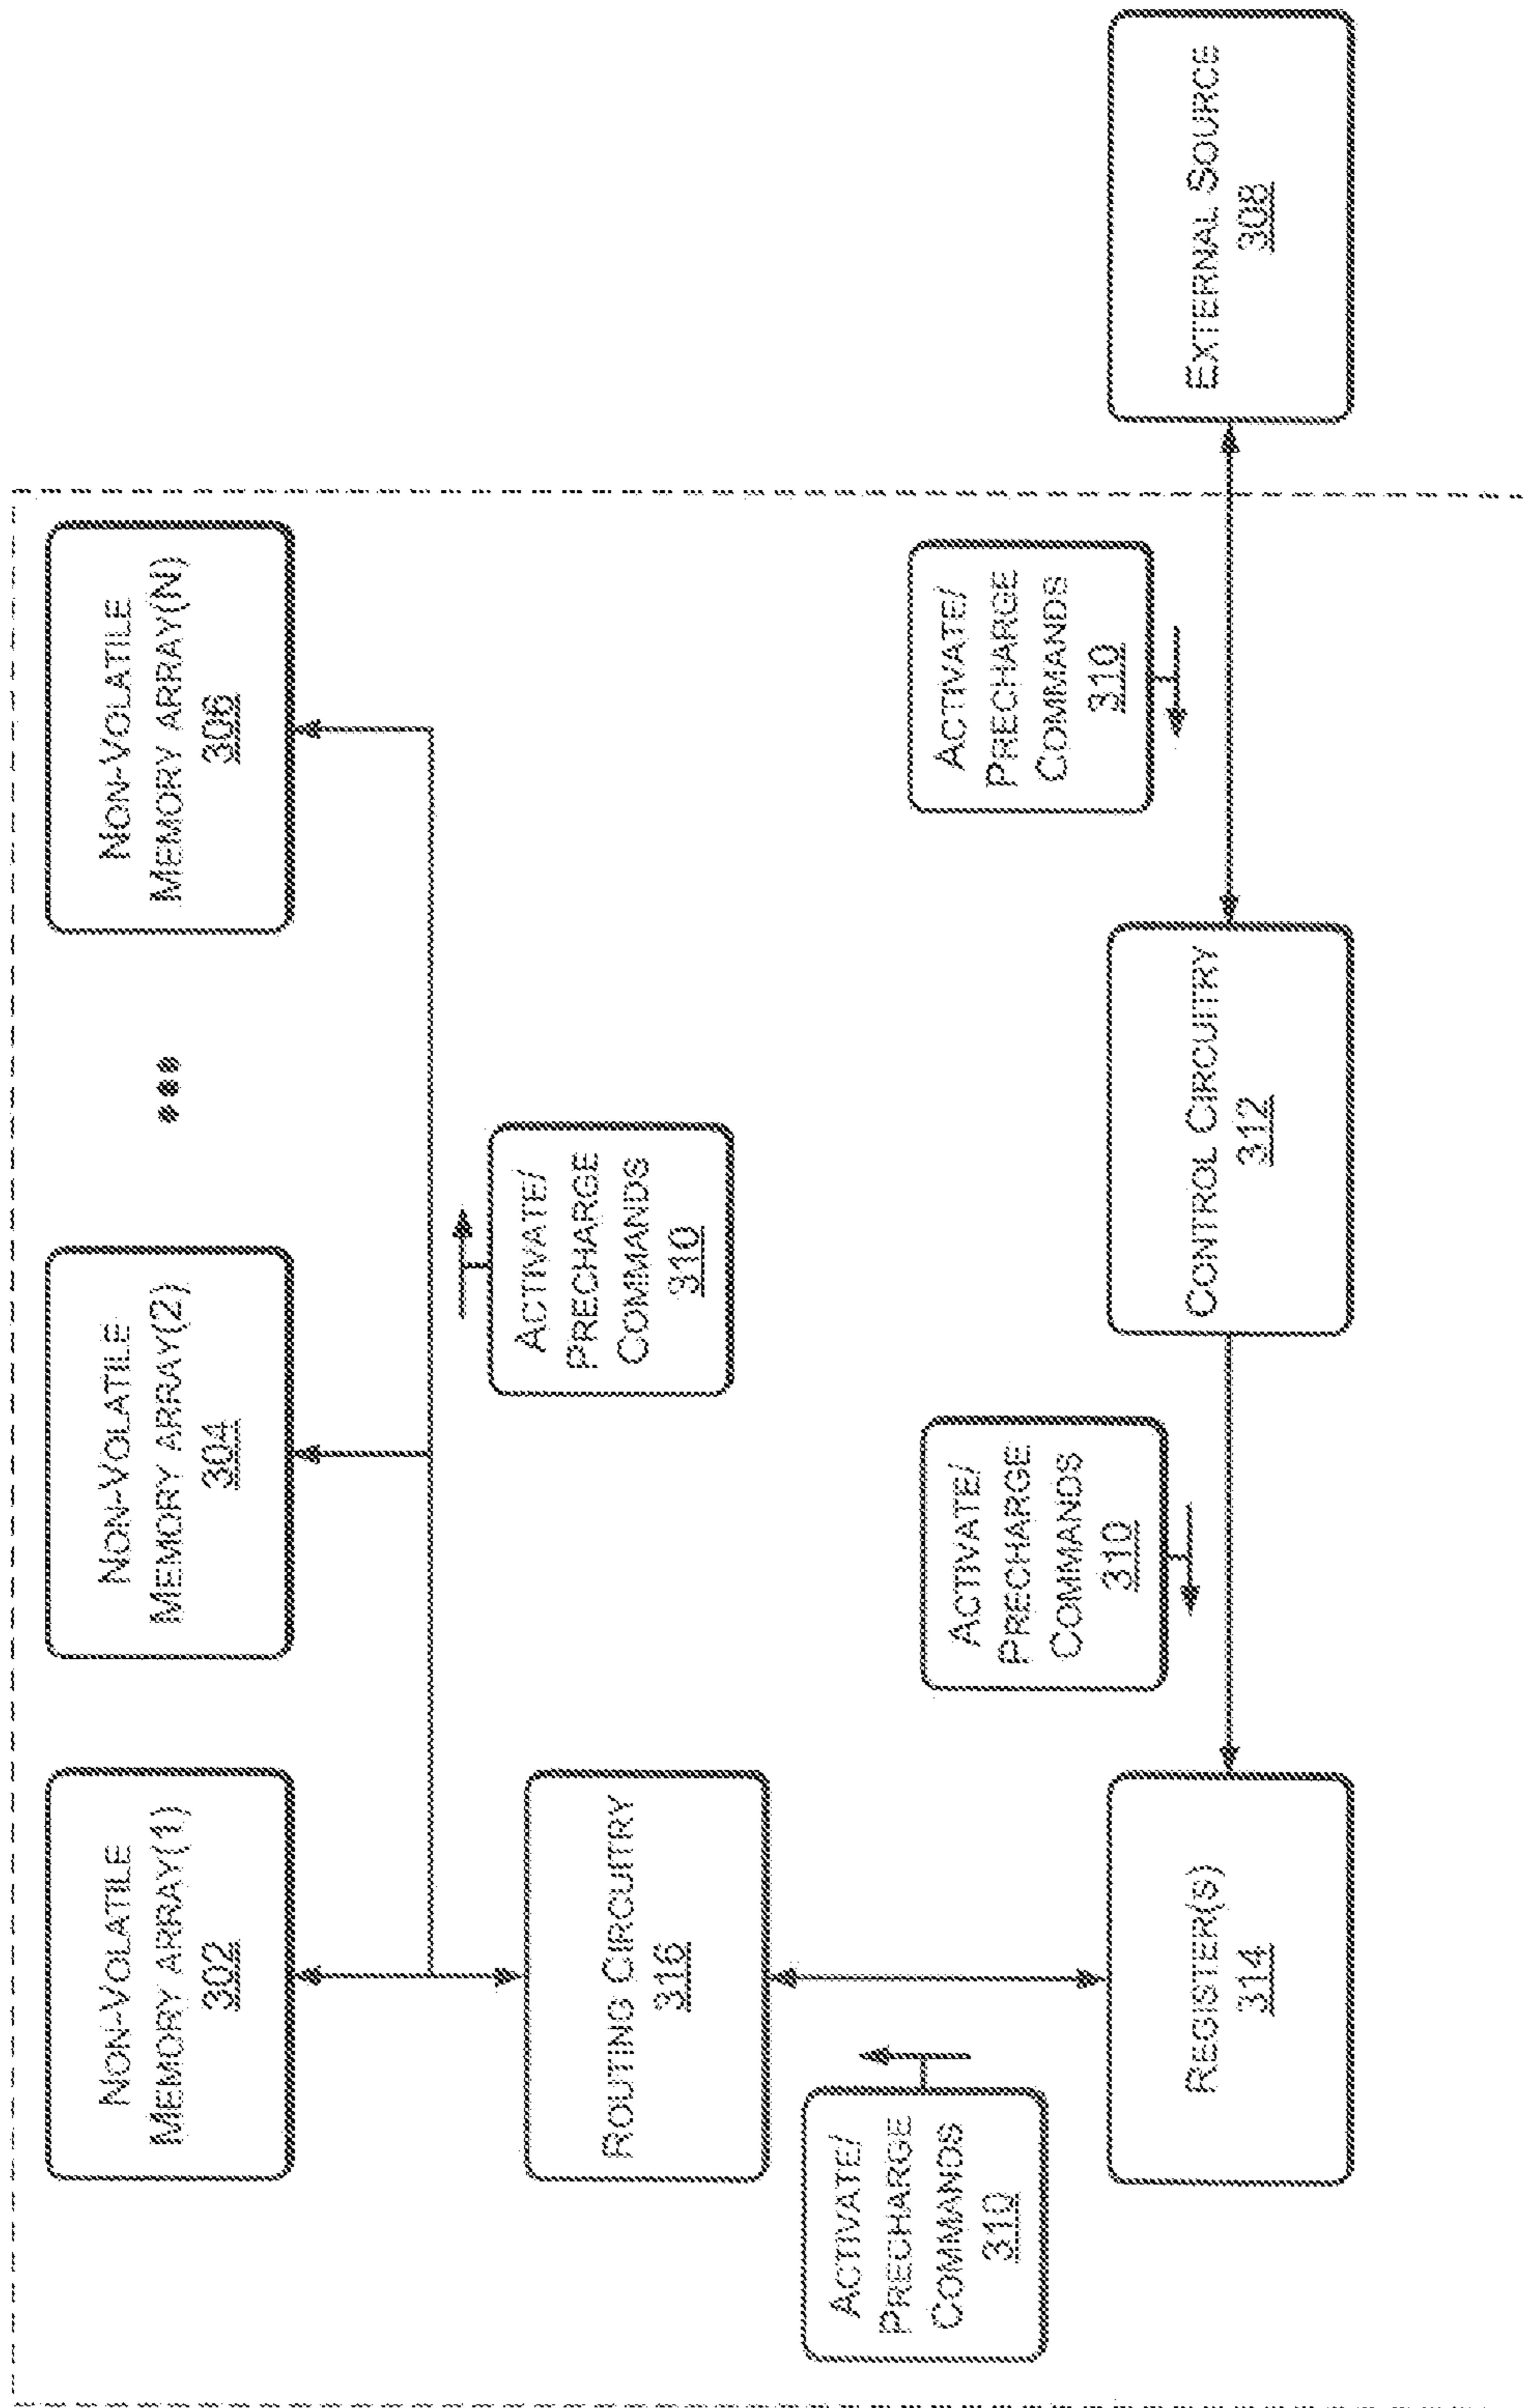 NON-VOLATILE
MEMORY ARRAY(1)
302
NON-VOLATILE
MEMORY ARRAY(2)
304
•••
NON-VOLATILE
MEMORY ARRAY(N)
306
ACTIVATE/
PRECHARGE
COMMANDS
310
ROUTING CIRCUITRY
316
ACTIVATE/
PRECHARGE
COMMANDS
310
ACTIVATE/
PRECHARGE
COMMANDS
310
ACTIVATE/
PRECHARGE
COMMANDS
310
REGISTER(S)
314
CONTROL CIRCUITRY
312
EXTERNAL SOURCE
308